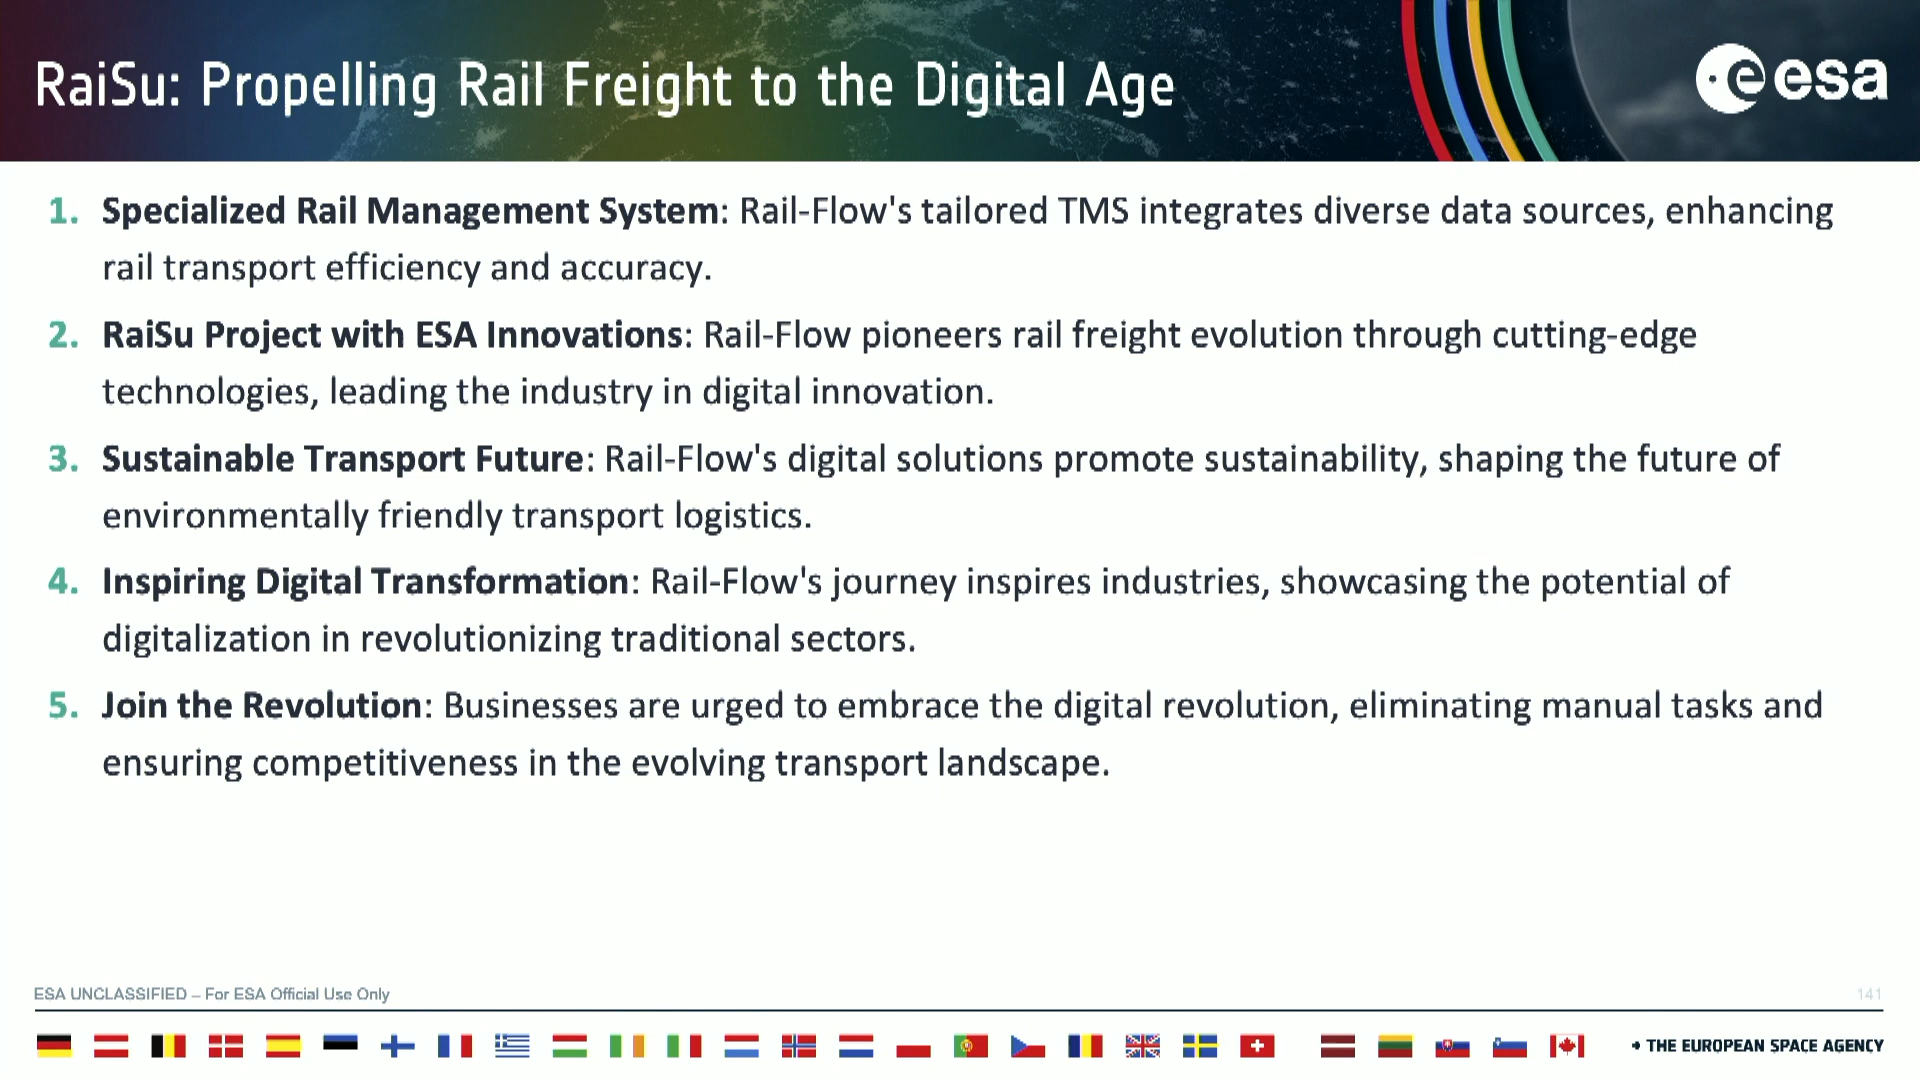 RaiSu: Propelling Rail Freight to the Digital Age
esa
1. Specialized Rail Management System: Rail-Flow's tailored TMS integrates diverse data sources, enhancing
rail transport efficiency and accuracy.
2. RaiSu Project with ESA Innovations: Rail-Flow pioneers rail freight evolution through cutting-edge
technologies, leading the industry in digital innovation.
3. Sustainable Transport Future: Rail-Flow's digital solutions promote sustainability, shaping the future of
environmentally friendly transport logistics.
4. Inspiring Digital Transformation: Rail-Flow's journey inspires industries, showcasing the potential of
digitalization in revolutionizing traditional sectors.
5. Join the Revolution: Businesses are urged to embrace the digital revolution, eliminating manual tasks and
ensuring competitiveness in the evolving transport landscape.
ESA UNCLASSIFIED – For ESA Official Use Only
141
THE EUROPEAN SPACE AGENCY